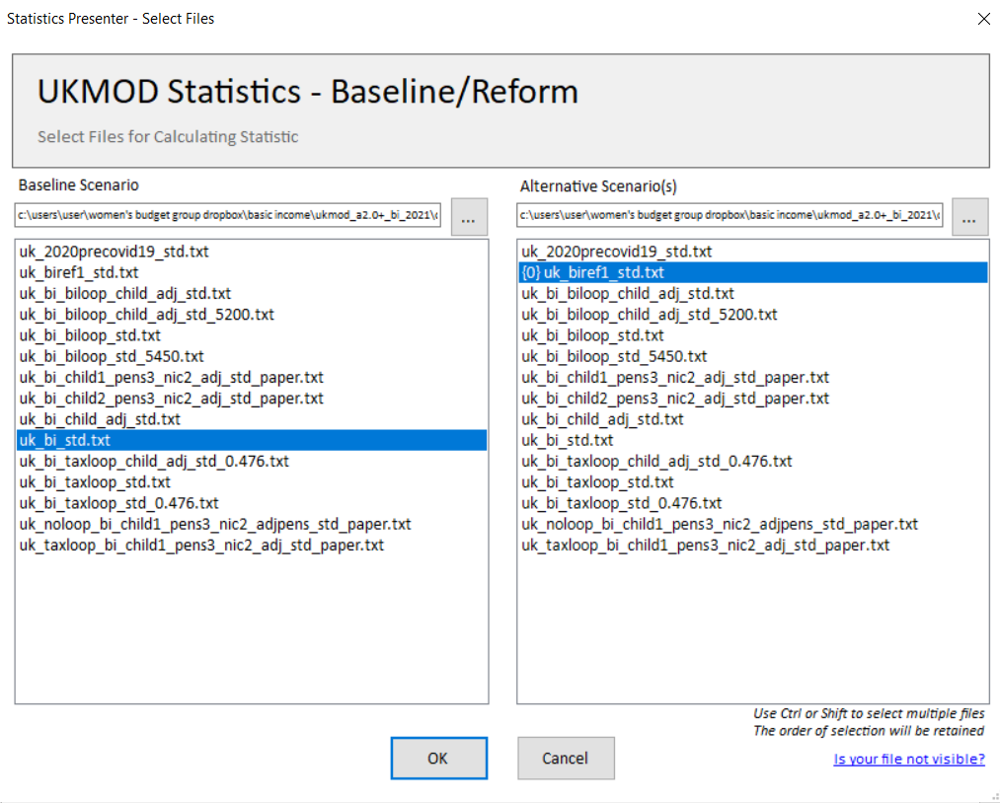 Statistics Presenter - Select Files
UKMOD Statistics - Baseline/Reform
Select Files for Calculating Statistic
Baseline Scenario
c:\users\user\women's budget group dropbox\basic income\ukmod_a2.0+_bi_2021\
...
uk_2020precovid19_std.txt
uk_biref1_std.txt
uk_bi_biloop_child_adj_std.txt
uk_bi_biloop_child_adj_std_5200.txt
uk_bi_biloop_std.txt
uk_bi_biloop_std_5450.txt
uk_bi_child1_pens3_nic2_adj_std_paper.txt
uk_bi_child2_pens3_nic2_adj_std_paper.txt
uk_bi_child_adj_std.txt
uk_bi_std.txt
uk_bi_taxloop_child_adj_std_0.476.txt
uk_bi_taxloop_std.txt
uk_bi_taxloop_std_0.476.txt
uk_noloop_bi_child1_pens3_nic2_adjpens_std_paper.txt
uk_taxloop_bi_child1_pens3_nic2_adj_std_paper.txt
Alternative Scenario(s)
c:\users\user\women's budget group dropbox\basic income\ukmod_a2.0+_bi_2021\
...
uk_2020precovid19_std.txt
{0} uk_biref1_std.txt
uk_bi_biloop_child_adj_std.txt
uk_bi_biloop_child_adj_std_5200.txt
uk_bi_biloop_std.txt
uk_bi_biloop_std_5450.txt
uk_bi_child1_pens3_nic2_adj_std_paper.txt
uk_bi_child2_pens3_nic2_adj_std_paper.txt
uk_bi_child_adj_std.txt
uk_bi_std.txt
uk_bi_taxloop_child_adj_std_0.476.txt
uk_bi_taxloop_std.txt
uk_bi_taxloop_std_0.476.txt
uk_noloop_bi_child1_pens3_nic2_adjpens_std_paper.txt
uk_taxloop_bi_child1_pens3_nic2_adj_std_paper.txt
Use Ctrl or Shift to select multiple files
The order of selection will be retained
OK
Cancel
Is your file not visible?